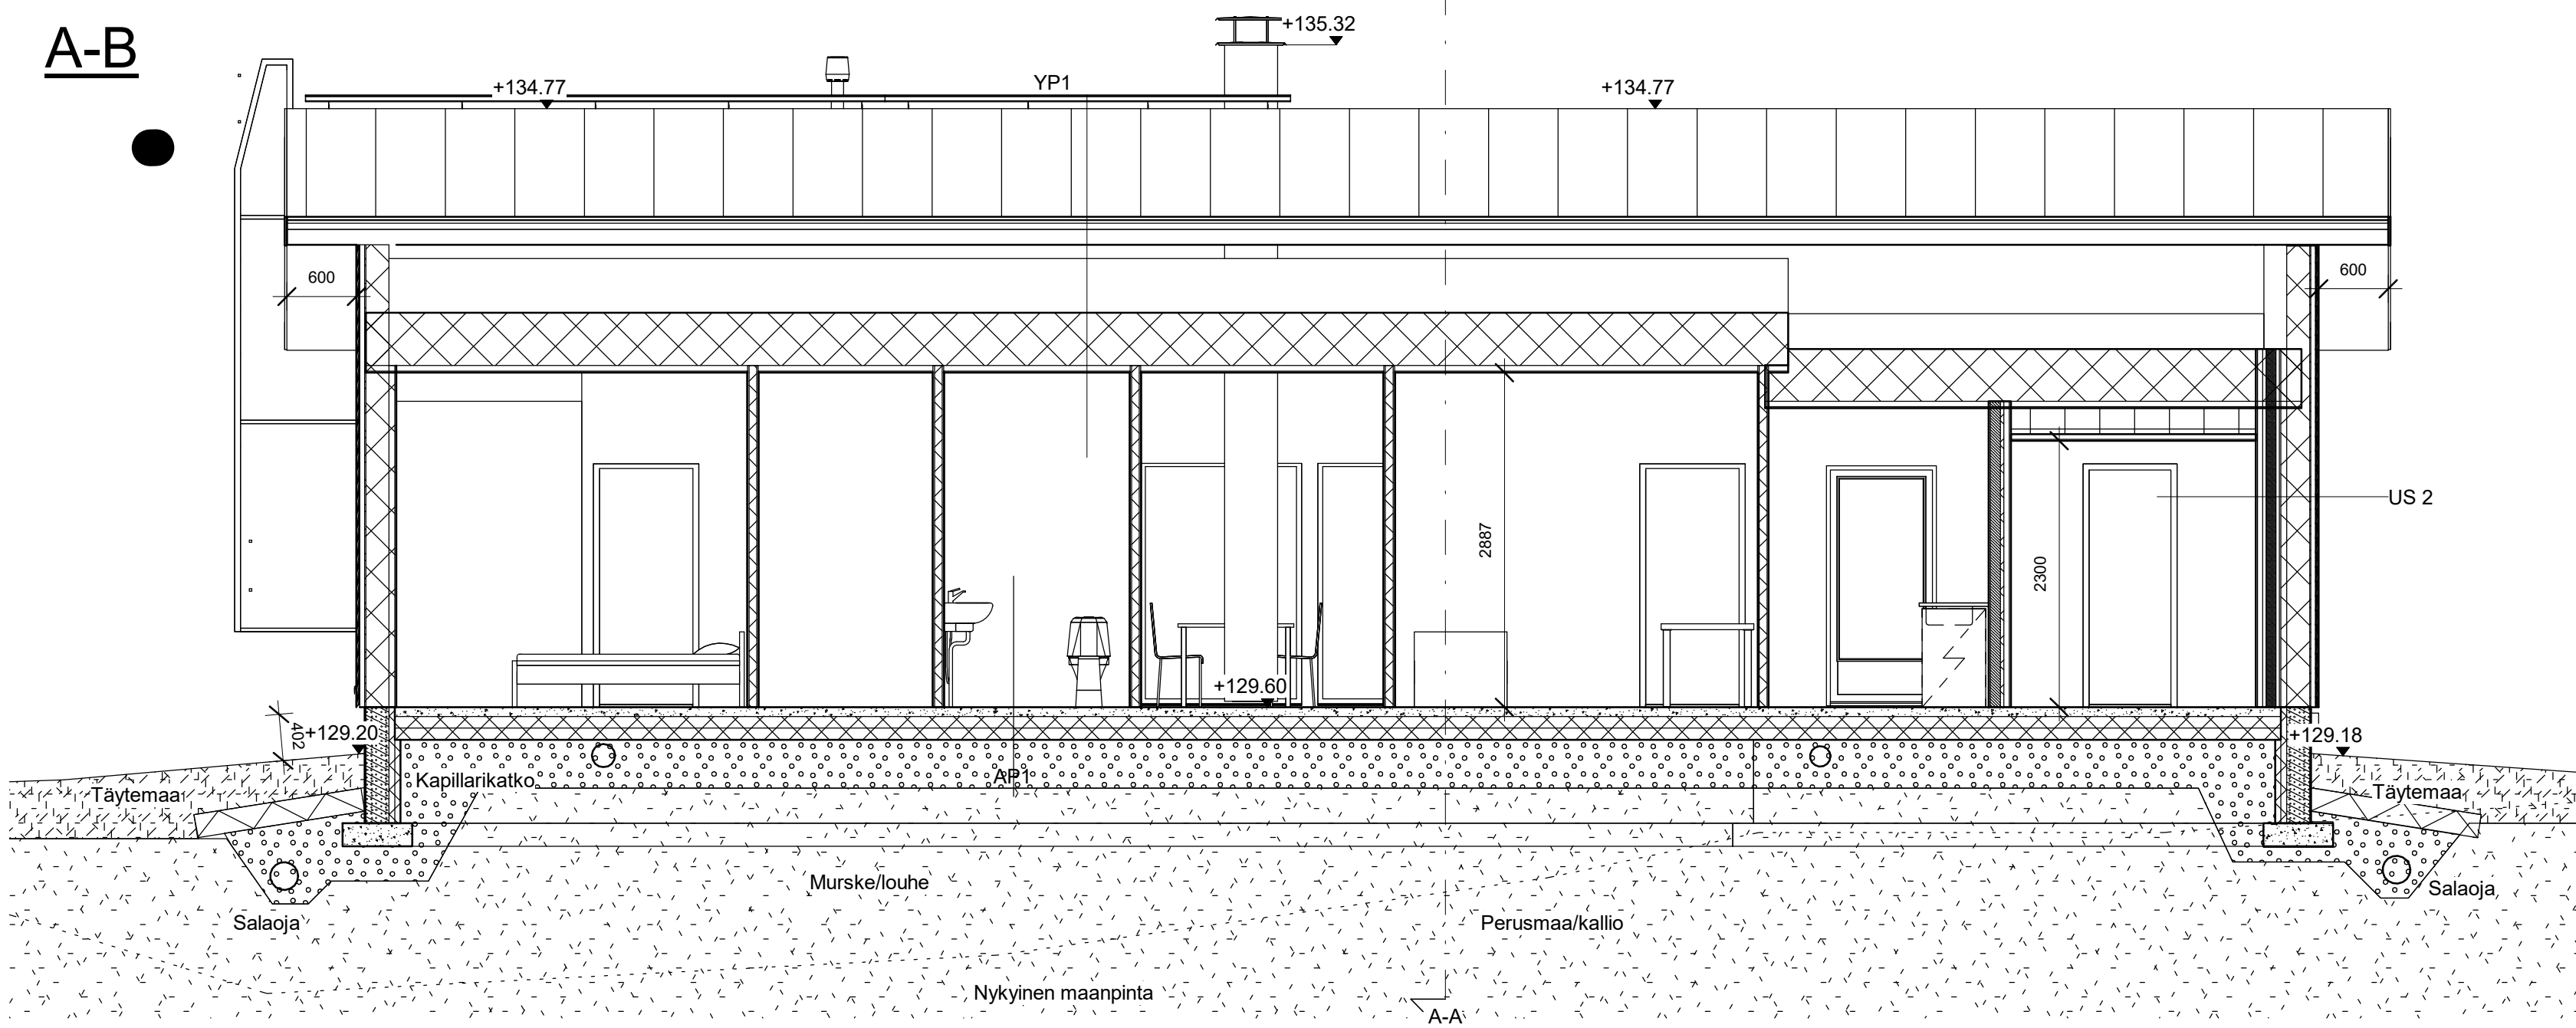 A-B
+135.32
+134.77
YP1
+134.77
600
600
2887
2300
US 2
+129.60
402
+129.20
+129.18
Kapillarikatko
AP1
Täytemaa
Täytemaa
Murske/louhe
Salaoja
Salaoja
Perusmaa/kallio
Nykyinen maanpinta
A-A